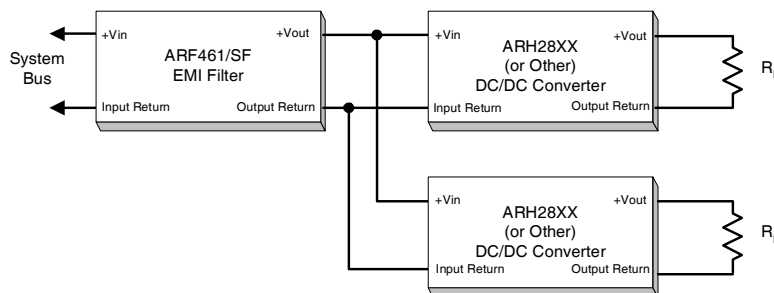 System
Bus
+Vin
+Vout
ARF461/SF
EMI Filter
Input Return
Output Return
+Vin
+Vout
ARH28XX
(or Other)
DC/DC Converter
Input Return
Output Return
R
+Vin
+Vout
ARH28XX
(or Other)
DC/DC Converter
Input Return
Output Return
R